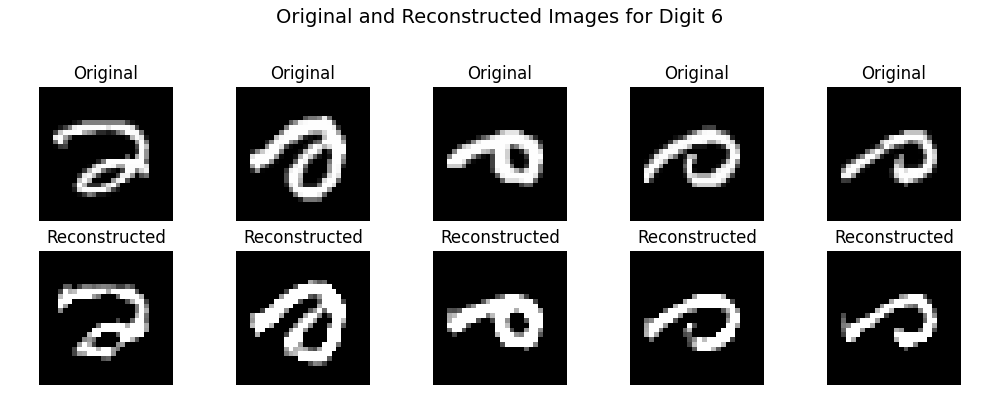 Original and Reconstructed Images for Digit 6
Original Original Original Original Original
Reconstructed Reconstructed Reconstructed Reconstructed Reconstructed